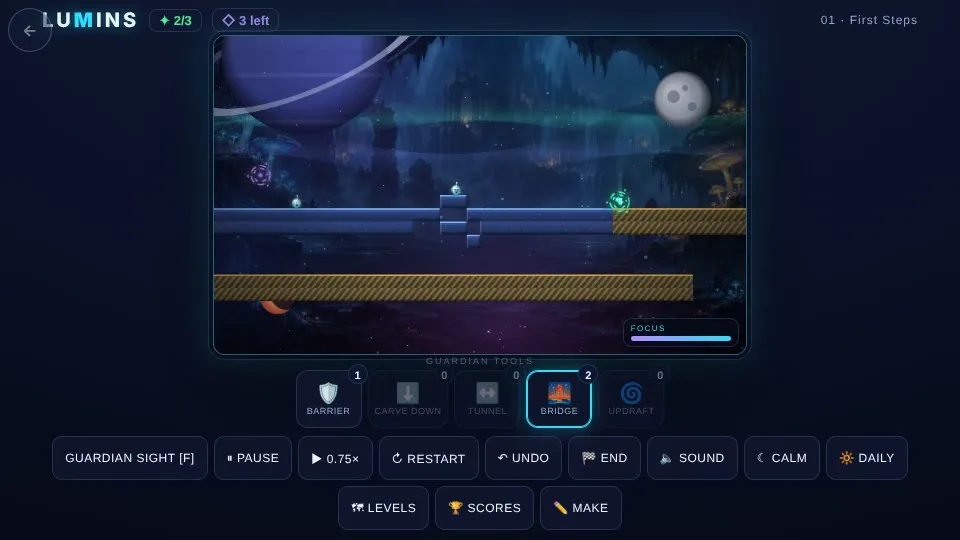 LUMINS
✦ 2/3
◇ 3 left
01 · First Steps
FOCUS
GUARDIAN TOOLS
1
0
0
2
0
BARRIER
CARVE DOWN
TUNNEL
BRIDGE
UPDRAFT
GUARDIAN SIGHT [F]
PAUSE
0.75×
RESTART
UNDO
END
SOUND
CALM
DAILY
LEVELS
SCORES
MAKE